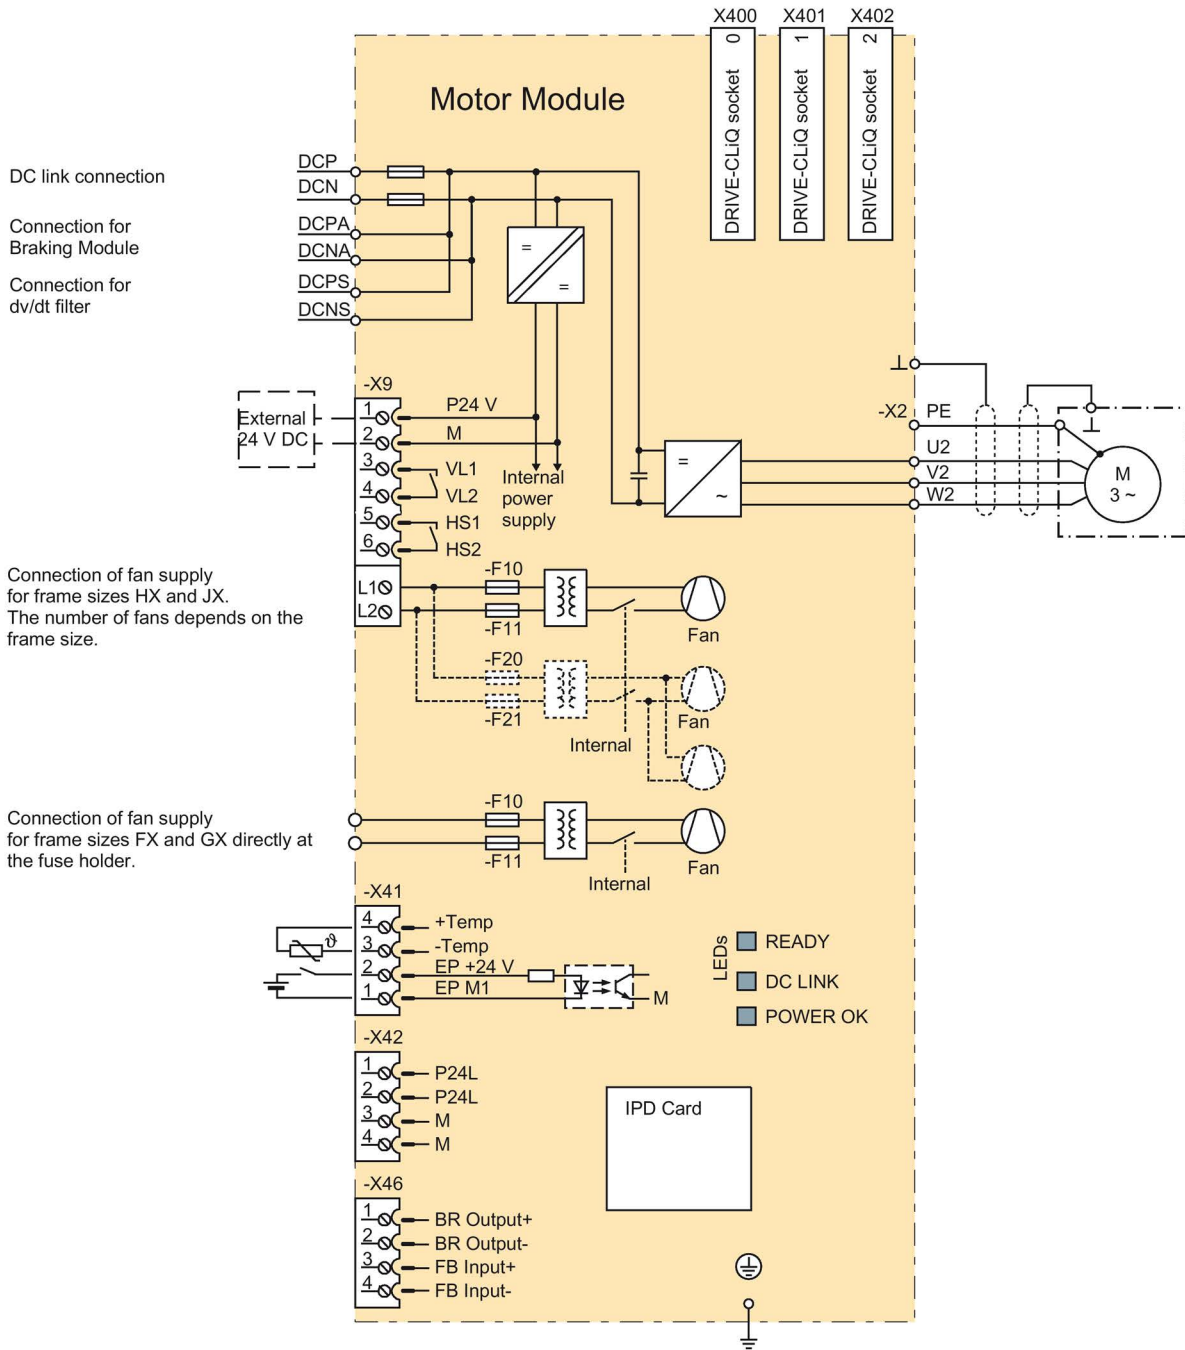 X400 X401 X402
DRIVE-CLiQ socket 0
DRIVE-CLiQ socket 1
DRIVE-CLiQ socket 2
Motor Module
DC link connection
DCP
DCN
Connection for
Braking Module
DCPA
DCNA
Connection for
dv/dt filter
DCPS
DCNS
=
=
-X9
External
24 V DC
1 P24 V
2 M
3 VL1
4 VL2
5 HS1
6 HS2
Internal
power
supply
=
~
-X2 PE
U2
V2
W2
M
3 ~
Connection of fan supply
for frame sizes HX and JX.
The number of fans depends on the
frame size.
L1
L2
-F10
-F11
Fan
-F20
-F21
Fan
Internal
Connection of fan supply
for frame sizes FX and GX directly at
the fuse holder.
-F10
-F11
Fan
Internal
-X41
ϑ
4 +Temp
3 -Temp
2 EP +24 V
1 EP M1
M
LEDs
READY
DC LINK
POWER OK
-X42
1 P24L
2 P24L
3 M
4 M
IPD Card
-X46
1 BR Output+
2 BR Output-
3 FB Input+
4 FB Input-